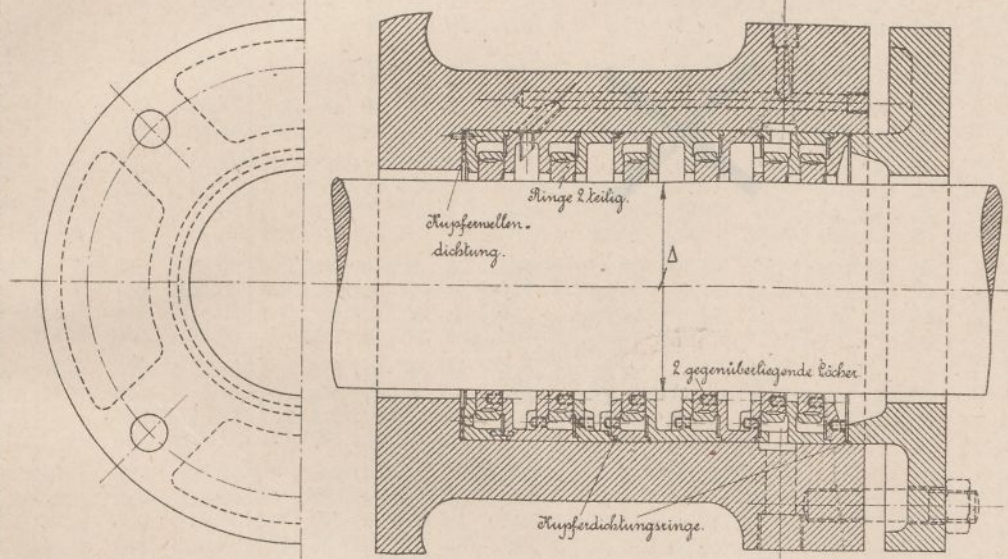 Ringe 2 teilig.
Kupferwellen-
dichtung.
Δ
2 gegenüberliegende Löcher
Kupferdichtungsringe.